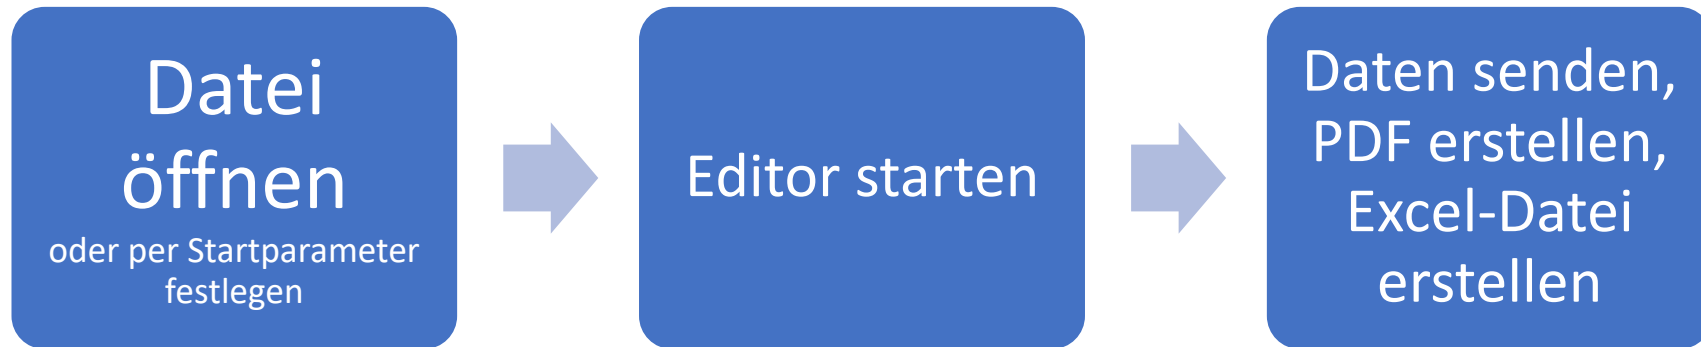 Datei
öffnen
oder per Startparameter
festlegen
Editor starten
Daten senden,
PDF erstellen,
Excel-Datei
erstellen